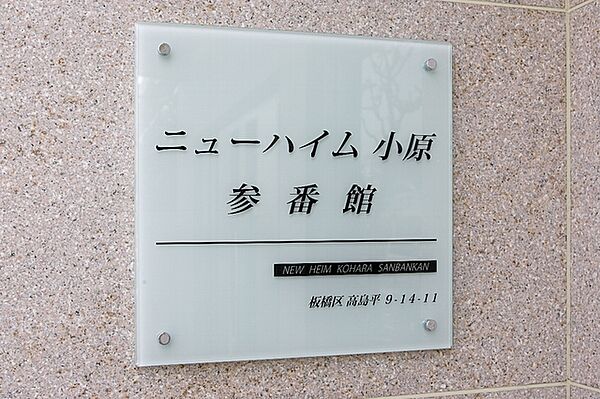 ニューハイム 小原
参番館
NEW HEIM KOHARA SANBANKAN
板橋区 高島平 9-14-11